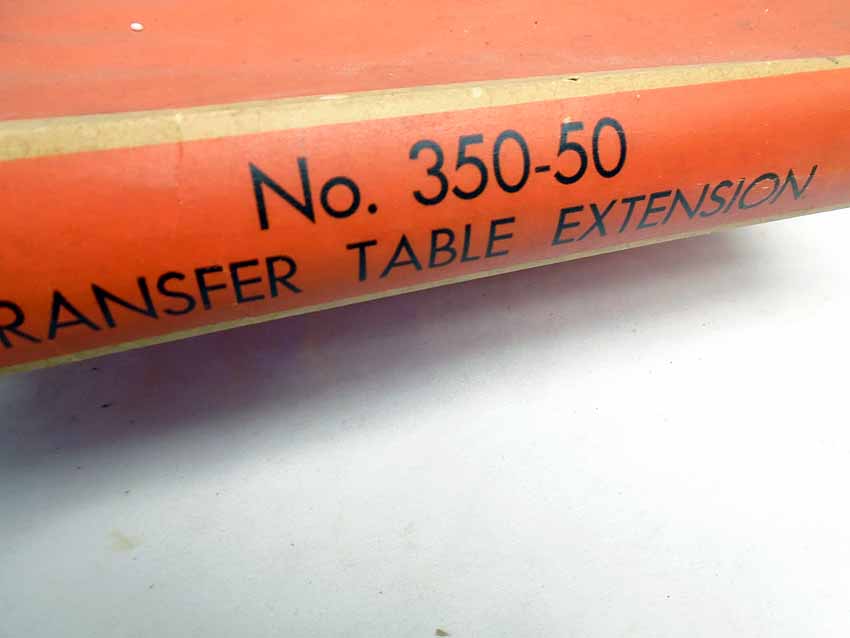 No. 350-50
RANSFER TABLE EXTENSION